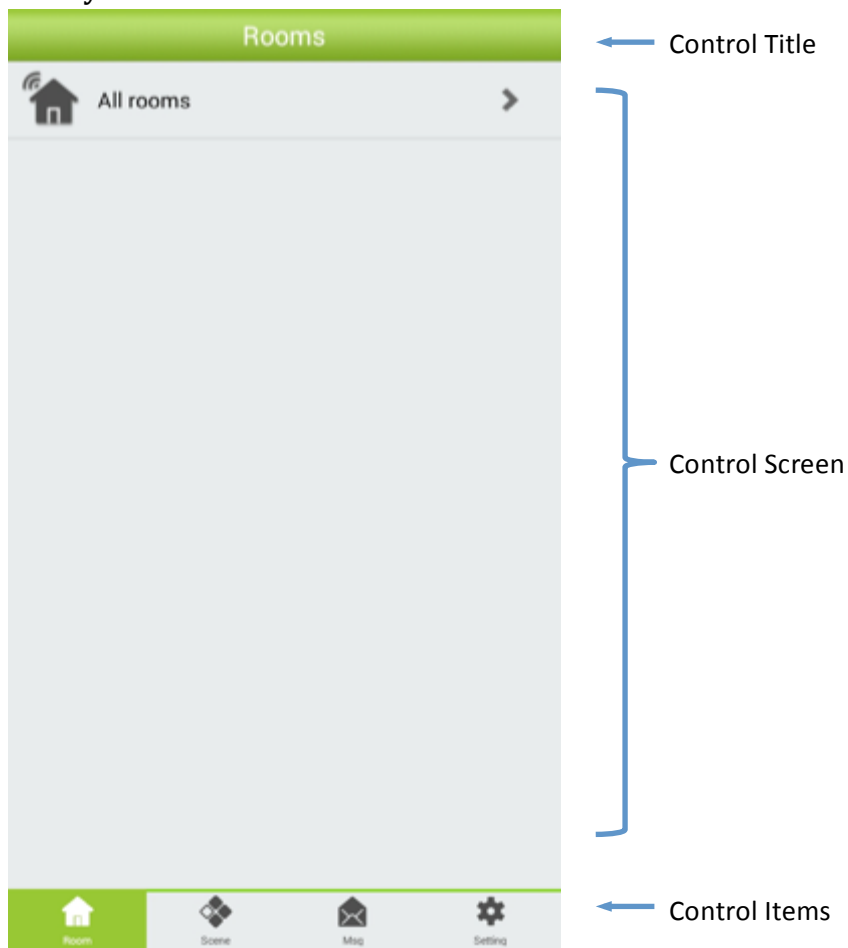 Rooms
Control Title
All rooms
Control Screen
Room Scene Msg Setting
Control Items